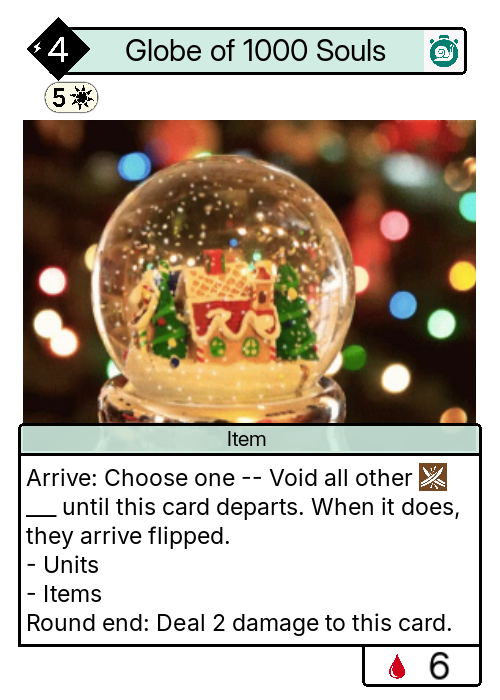 4 Globe of 1000 Souls
5
Item
Arrive: Choose one -- Void all other
___ until this card departs. When it does,
they arrive flipped.
- Units
- Items
Round end: Deal 2 damage to this card.
6